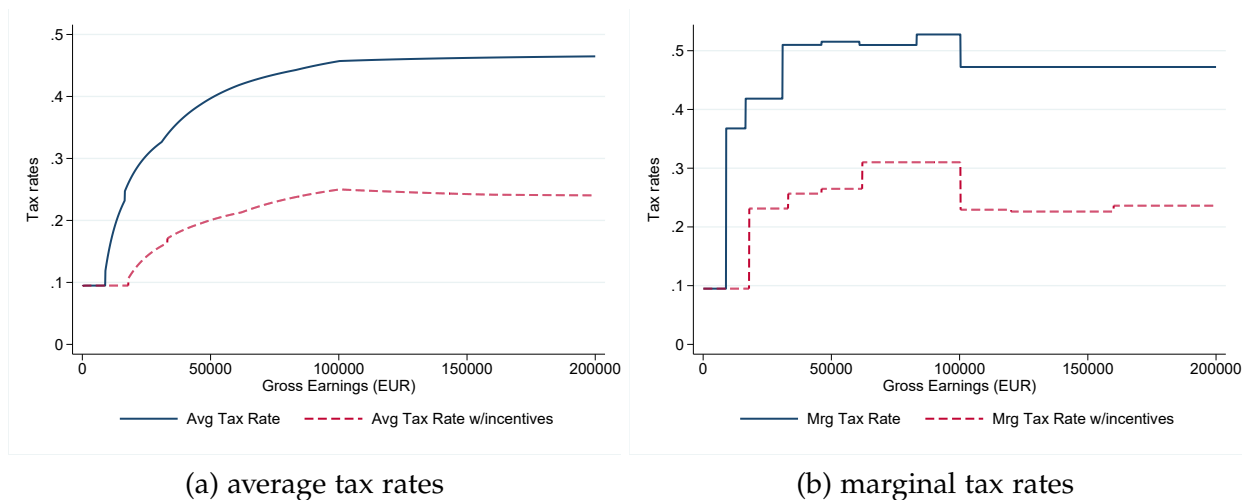 .5
.4
.3
.2
.1
0
Tax rates
0 50000 100000 150000 200000
Gross Earnings (EUR)
Avg Tax Rate Avg Tax Rate w/incentives
(a) average tax rates
.5
.4
.3
.2
.1
0
Tax rates
0 50000 100000 150000 200000
Gross Earnings (EUR)
Mrg Tax Rate Mrg Tax Rate w/incentives
(b) marginal tax rates